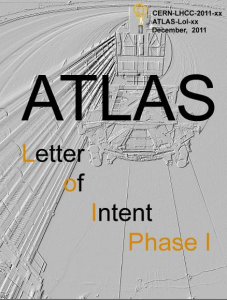 CERN-LHCC-2011-xx
ATLAS-LoI-xx
December, 2011
ATLAS
Letter
of
Intent
Phase I